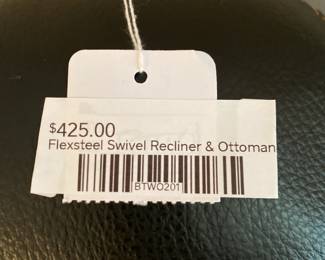 $425.00
Flexsteel Swivel Recliner & Ottoman
BTWO201